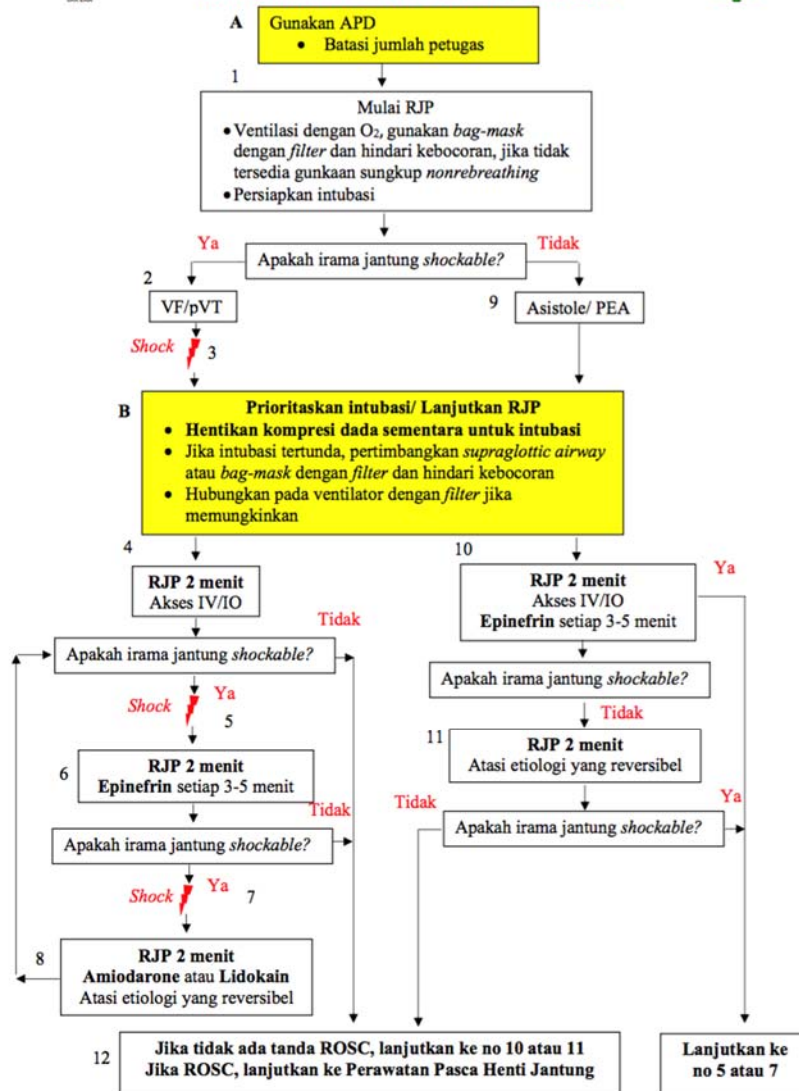 A
Gunakan APD
• Batasi jumlah petugas
1
Mulai RJP
• Ventilasi dengan O₂, gunakan bag-mask
dengan filter dan hindari kebocoran, jika tidak
tersedia gunkaan sungkup nonrebreathing
• Persiapkan intubasi
Ya
Apakah irama jantung shockable?
Tidak
2
VF/pVT
9
Asistole/ PEA
Shock
3
B
Prioritaskan intubasi/ Lanjutkan RJP
• Hentikan kompresi dada sementara untuk intubasi
• Jika intubasi tertunda, pertimbangkan supraglottic airway
atau bag-mask dengan filter dan hindari kebocoran
• Hubungkan pada ventilator dengan filter jika
memungkinkan
4
RJP 2 menit
Akses IV/IO
Tidak
Apakah irama jantung shockable?
Shock
Ya
5
6
RJP 2 menit
Epinefrin setiap 3-5 menit
Tidak
Apakah irama jantung shockable?
Shock
Ya
7
8
RJP 2 menit
Amiodarone atau Lidokain
Atasi etiologi yang reversibel
10
RJP 2 menit
Akses IV/IO
Epinefrin setiap 3-5 menit
Ya
Apakah irama jantung shockable?
Tidak
11
RJP 2 menit
Atasi etiologi yang reversibel
Tidak
Apakah irama jantung shockable?
Ya
12
Jika tidak ada tanda ROSC, lanjutkan ke no 10 atau 11
Jika ROSC, lanjutkan ke Perawatan Pasca Henti Jantung
Lanjutkan ke
no 5 atau 7